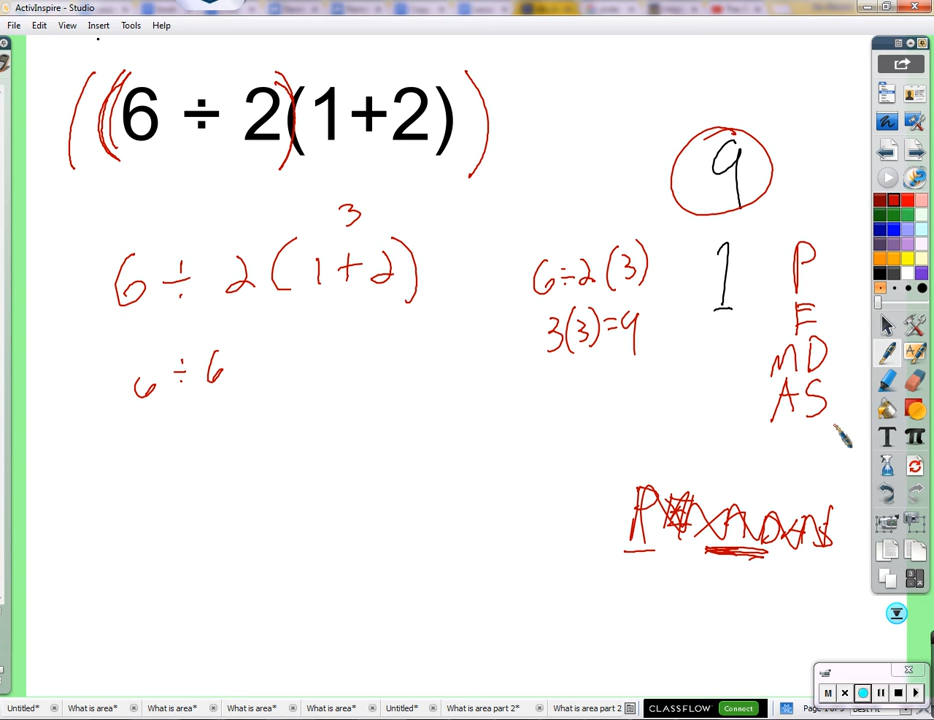 ActivInspire - Studio
File Edit View Insert Tools Help
((6 ÷ 2)(1+2))
9
3
6 ÷ 2 (1 + 2)
6÷2 (3)
1
P
3(3)=9
E
6 ÷ 6
MD
AS
Untitled* What is area* What is area* What is area* What is area* Untitled* What is area part 2* What is area part 2 CLASSFLOW Connect Best Fit